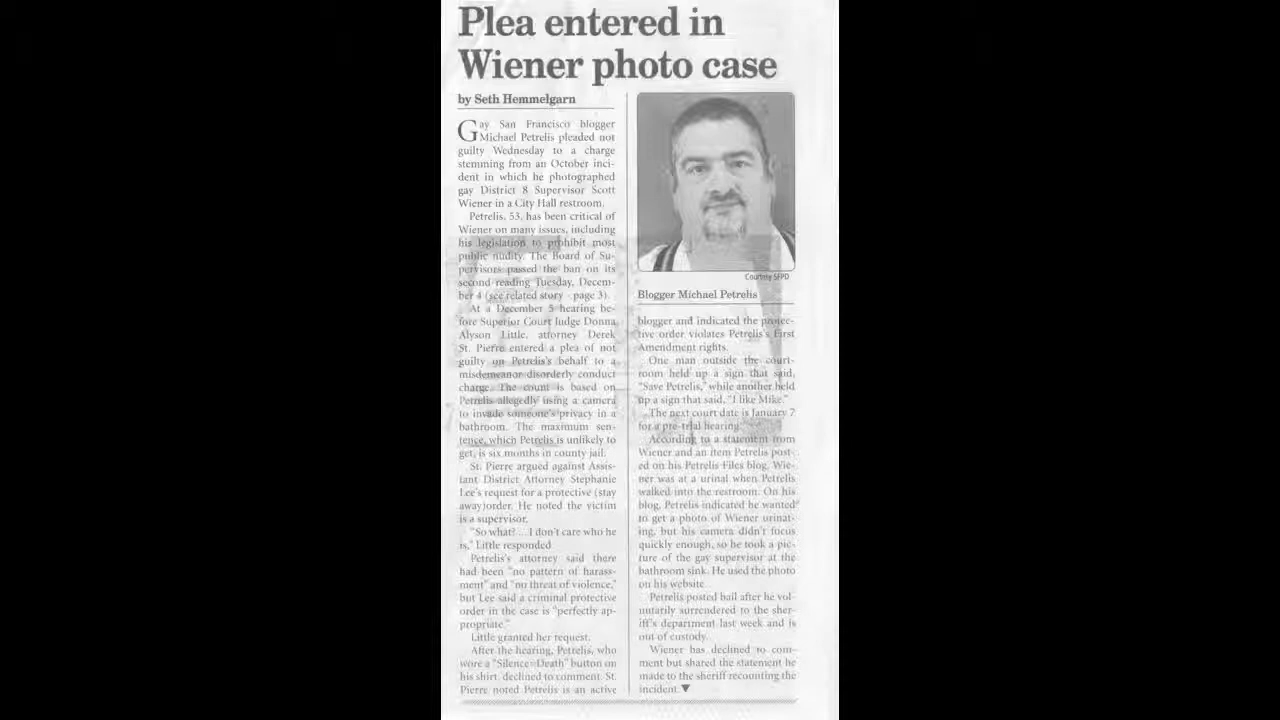 Plea entered in
Wiener photo case
by Seth Hemmelgarn
Gay San Francisco blogger
Michael Petrelis pleaded not
guilty Wednesday to a charge
stemming from an October inci-
dent in which he photographed
gay District 8 Supervisor Scott
Wiener in a City Hall restroom.
Petrelis, 53, has been critical of
Wiener on many issues, including
his legislation to prohibit most
public nudity. The Board of Su-
pervisors passed the ban on its
second reading Tuesday, Decem-
ber 4 (see related story - page 3).
At a December 5 hearing be-
fore Superior Court Judge Donna
Alyson Little, attorney Derek
St. Pierre entered a plea of not
guilty on Petrelis's behalf to a
misdemeanor disorderly conduct
charge. The count is based on
Petrelis allegedly using a camera
to invade someone's privacy in a
bathroom. The maximum sen-
tence, which Petrelis is unlikely to
get, is six months in county jail.
St. Pierre argued against Assis-
tant District Attorney Stephanie
Lee's request for a protective (stay
away)order. He noted the victim
is a supervisor.
"So what? ... I don't care who he
is," Little responded
Petrelis's attorney said there
had been "no pattern of harass-
ment" and "no threat of violence,"
but Lee said a criminal protective
order in the case is "perfectly ap-
propriate."
Little granted her request.
After the hearing, Petrelis, who
wore a "Silence=Death" button on
his shirt, declined to comment. St.
Pierre noted Petrelis is an active
Courtesy SFPD
Blogger Michael Petrelis
blogger and indicated the protec-
tive order violates Petrelis's First
Amendment rights.
One man outside the court-
room held up a sign that said,
"Save Petrelis," while another held
up a sign that said, "I like Mike."
The next court date is January 7
for a pre-trial hearing.
According to a statement from
Wiener and an item Petrelis post-
ed on his Petrelis Files blog, Wie-
ner was at a urinal when Petrelis
walked into the restroom. On his
blog, Petrelis indicated he wanted
to get a photo of Wiener urinat-
ing, but his camera didn't focus
quickly enough, so he took a pic-
ture of the gay supervisor at the
bathroom sink. He used the photo
on his website.
Petrelis posted bail after he vol-
untarily surrendered to the sher-
iff's department last week and is
out of custody.
Wiener has declined to com-
ment but shared the statement he
made to the sheriff recounting the
incident.▼